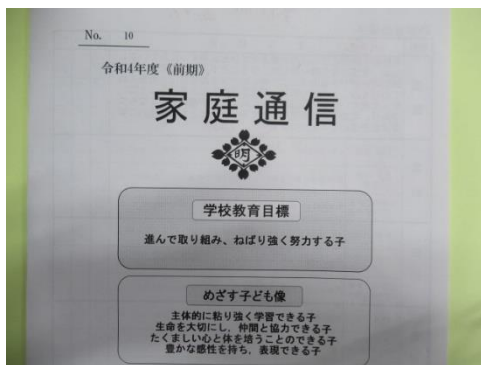 No. 10
令和4年度《前期》
家庭通信
明
学校教育目標
進んで取り組み、ねばり強く努力する子
めざす子ども像
主体的に粘り強く学習できる子
生命を大切にし，仲間と協力できる子
たくましい心と体を培うことのできる子
豊かな感性を持ち，表現できる子